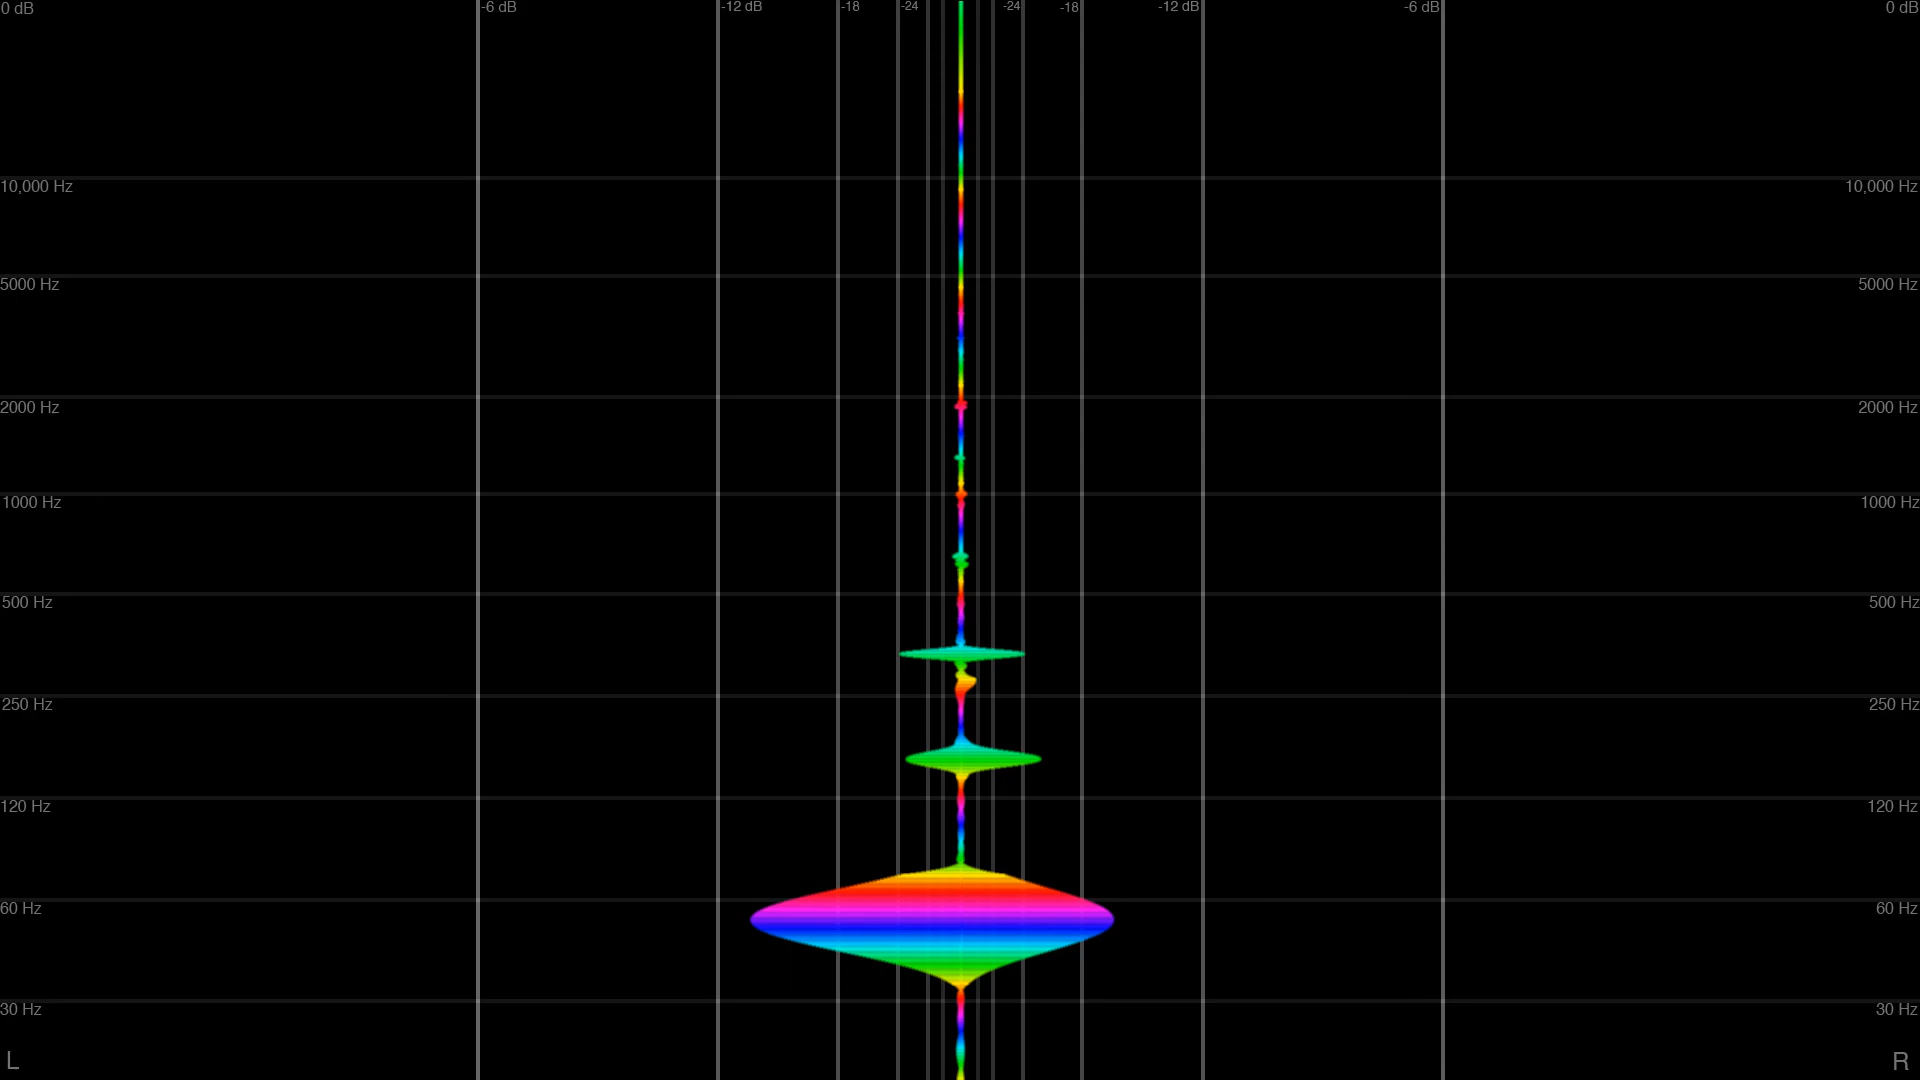 0 dB -6 dB -12 dB -18 -24 -24 -18 -12 dB -6 dB 0 dB
10,000 Hz 10,000 Hz
5000 Hz 5000 Hz
2000 Hz 2000 Hz
1000 Hz 1000 Hz
500 Hz 500 Hz
250 Hz 250 Hz
120 Hz 120 Hz
60 Hz 60 Hz
30 Hz 30 Hz
L R